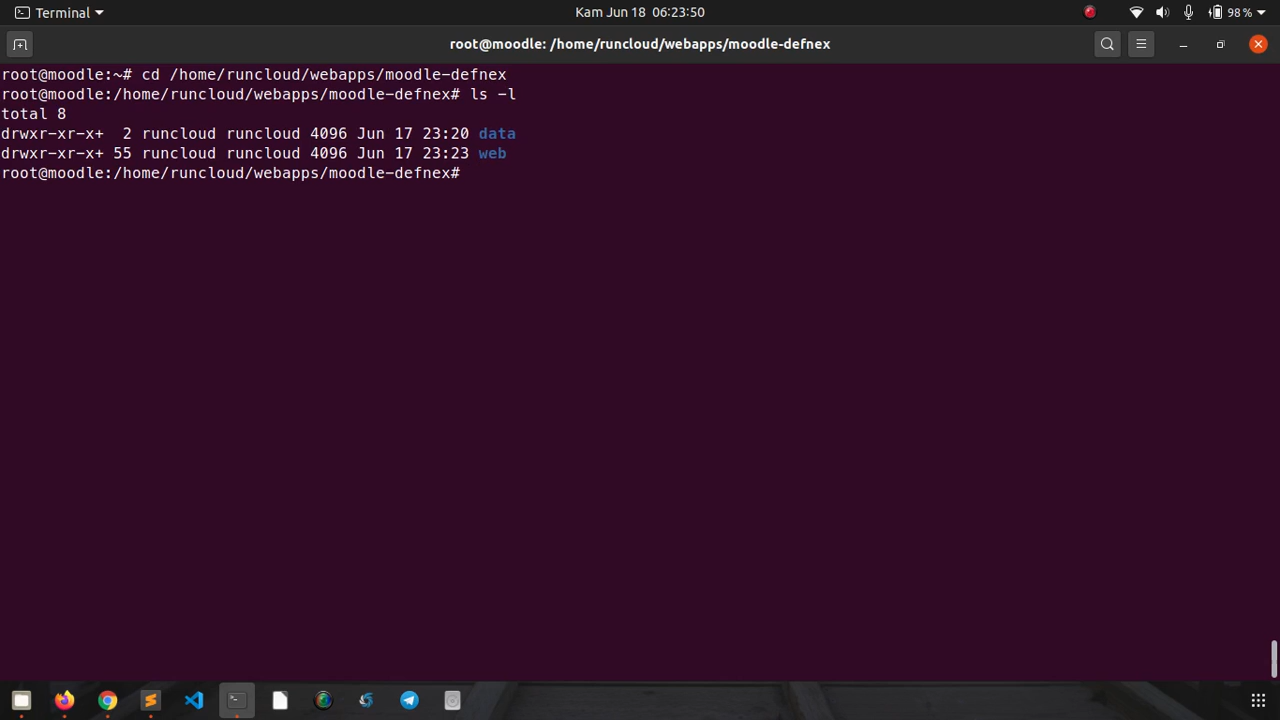 Terminal
Kam Jun 18 06:23:50
98%
root@moodle: /home/runcloud/webapps/moodle-defnex
root@moodle:~# cd /home/runcloud/webapps/moodle-defnex
root@moodle:/home/runcloud/webapps/moodle-defnex# ls -l
total 8
drwxr-xr-x+  2 runcloud runcloud 4096 Jun 17 23:20 data
drwxr-xr-x+ 55 runcloud runcloud 4096 Jun 17 23:23 web
root@moodle:/home/runcloud/webapps/moodle-defnex#